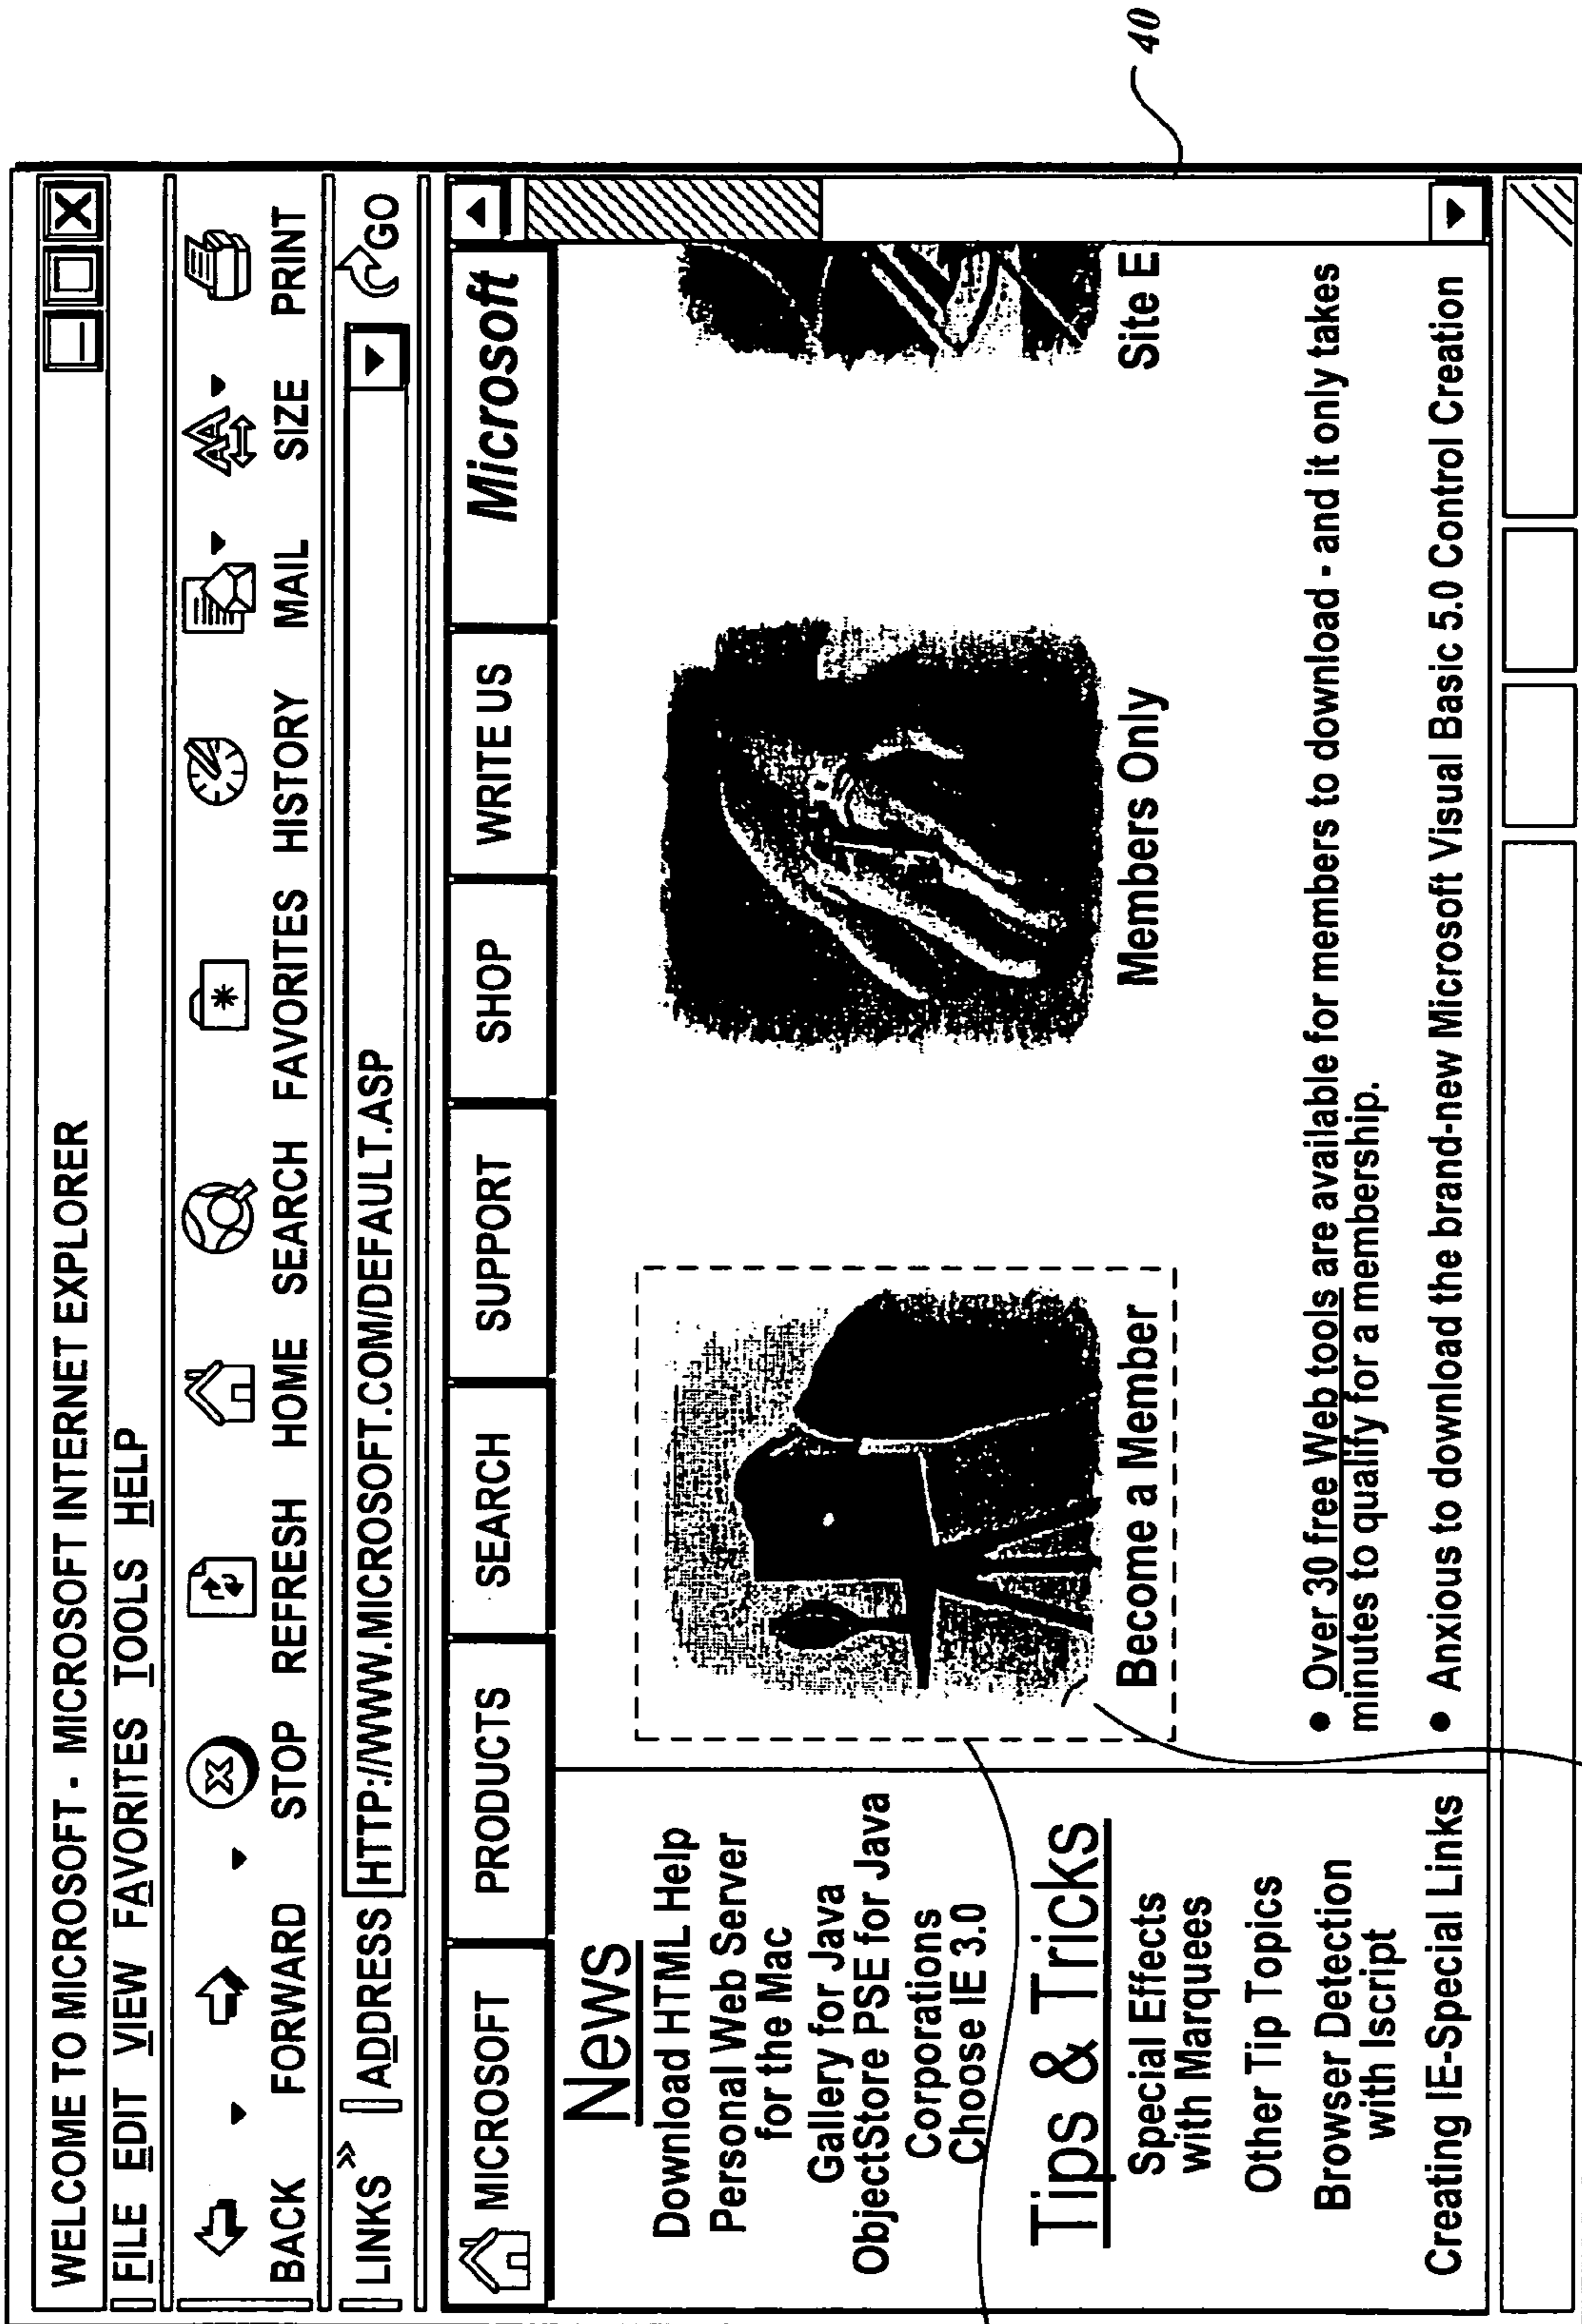 WELCOME TO MICROSOFT - MICROSOFT INTERNET EXPLORER
FILE EDIT VIEW FAVORITES TOOLS HELP
BACK FORWARD STOP REFRESH HOME SEARCH FAVORITES HISTORY MAIL SIZE PRINT
LINKS » ADDRESS HTTP://WWW.MICROSOFT.COM/DEFAULT.ASP GO
MICROSOFT PRODUCTS SEARCH SUPPORT SHOP WRITE US Microsoft
News
Download HTML Help
Personal Web Server
for the Mac
Gallery for Java
ObjectStore PSE for Java
Corporations
Choose IE 3.0
Tips & Tricks
Special Effects
with Marquees
Other Tip Topics
Browser Detection
with Iscript
Creating IE-Special Links
Become a Member
Members Only
Site E
• Over 30 free Web tools are available for members to download - and it only takes
minutes to qualify for a membership.
• Anxious to download the brand-new Microsoft Visual Basic 5.0 Control Creation
40